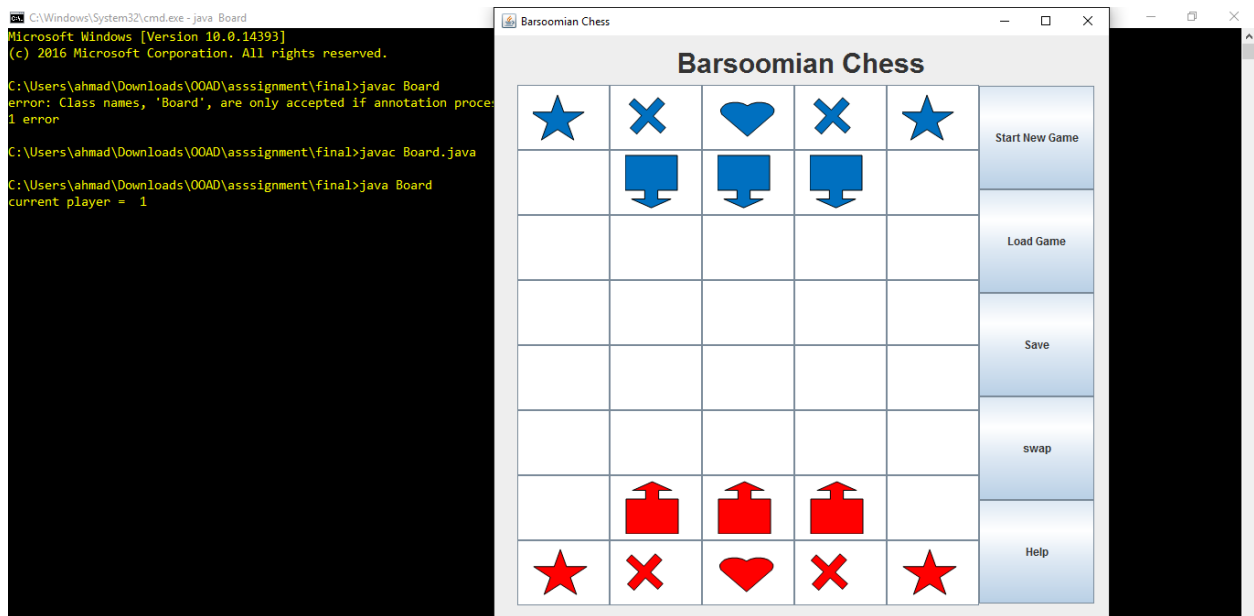 C:\Windows\System32\cmd.exe - java Board
Microsoft Windows [Version 10.0.14393]
(c) 2016 Microsoft Corporation. All rights reserved.
C:\Users\ahmad\Downloads\OOAD\asssignment\final>javac Board
error: Class names, 'Board', are only accepted if annotation
1 error
C:\Users\ahmad\Downloads\OOAD\asssignment\final>javac Board.java
C:\Users\ahmad\Downloads\OOAD\asssignment\final>java Board
current player = 1
Barsoomian Chess
Barsoomian Chess
Start New Game
Load Game
Save
swap
Help